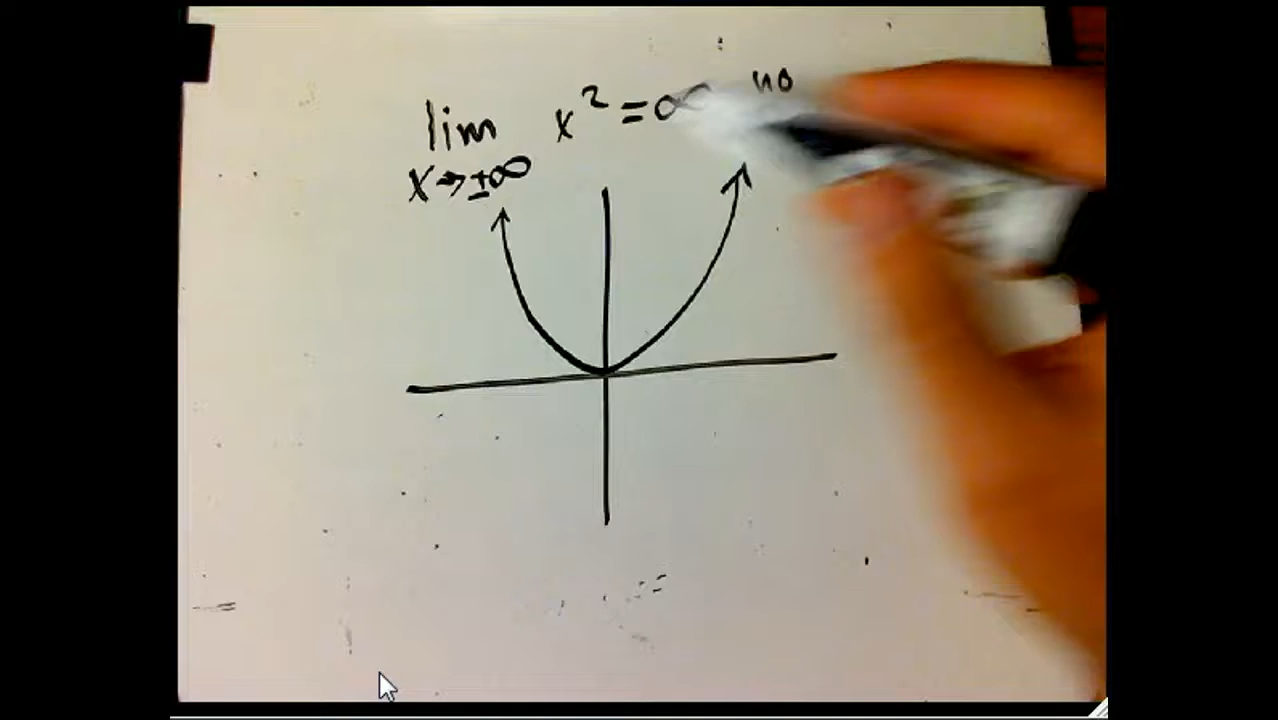 lim x² = ∞ no
x→±∞